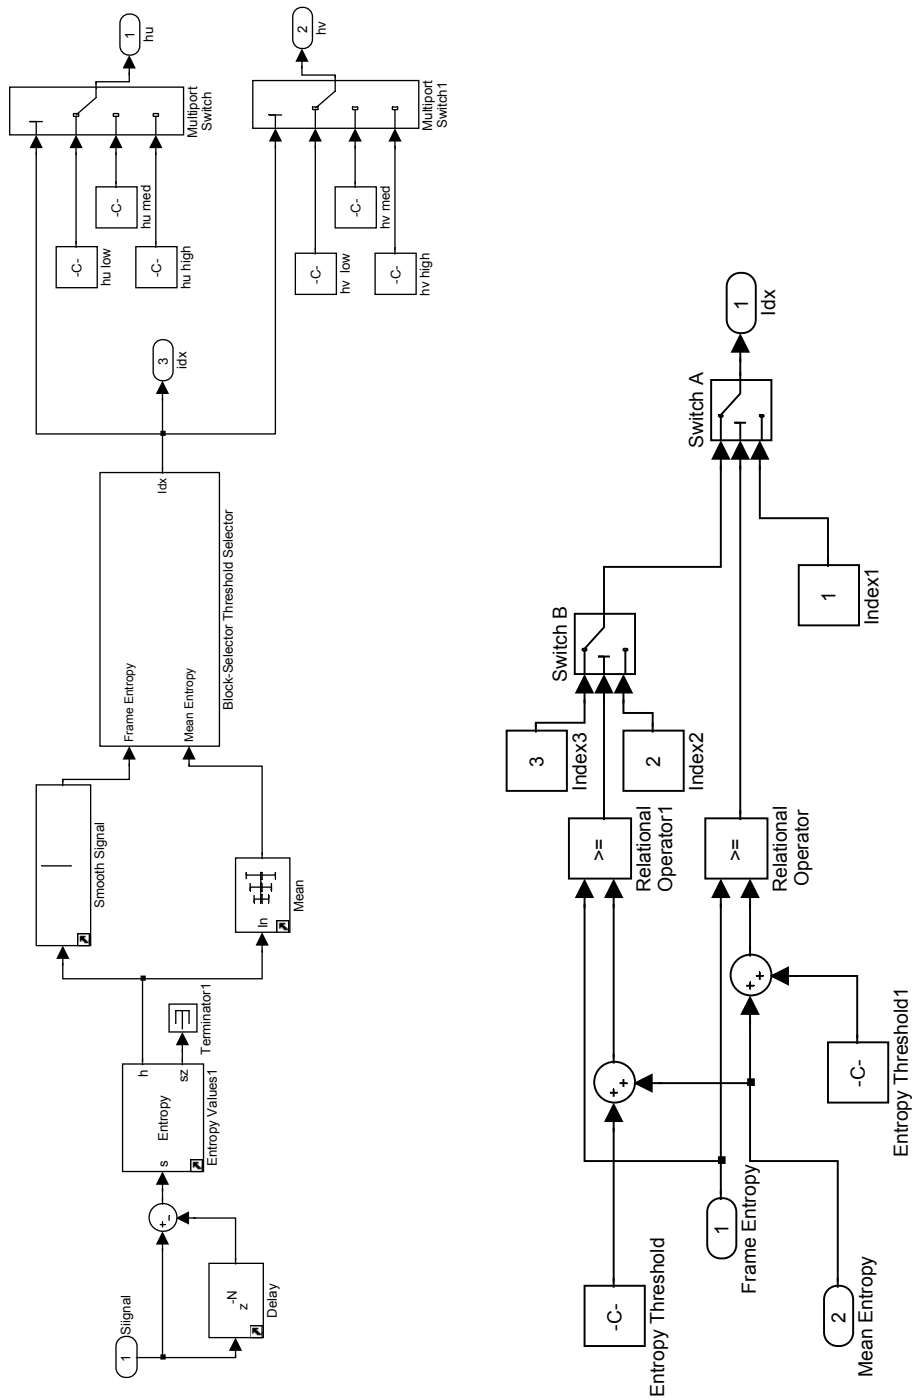 1
Siignal
-N
z
Delay
+
-
s
Entropy
h
sz
Entropy Values1
Terminator1
Smooth Signal
In
Mean
Frame Entropy
Mean Entropy
Idx
Block-Selector Threshold Selector
3
idx
-C-
hu low
-C-
hu med
-C-
hu high
Multiport
Switch
1
hu
-C-
hv low
-C-
hv med
-C-
hv high
Multiport
Switch1
2
hv
-C-
Entropy Threshold
1
Frame Entropy
2
Mean Entropy
+
+
+
+
-C-
Entropy Threshold1
>=
Relational
Operator1
>=
Relational
Operator
3
Index3
2
Index2
Switch B
1
Index1
Switch A
1
Idx